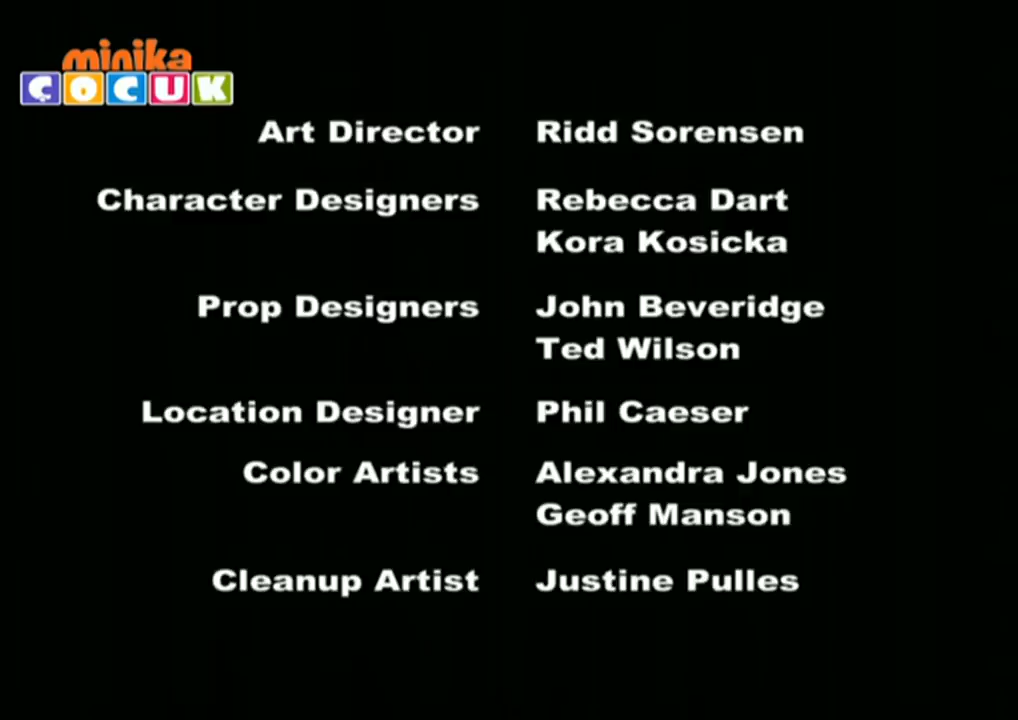 minika
ÇOCUK
Art Director Ridd Sorensen
Character Designers Rebecca Dart
Kora Kosicka
Prop Designers John Beveridge
Ted Wilson
Location Designer Phil Caeser
Color Artists Alexandra Jones
Geoff Manson
Cleanup Artist Justine Pulles